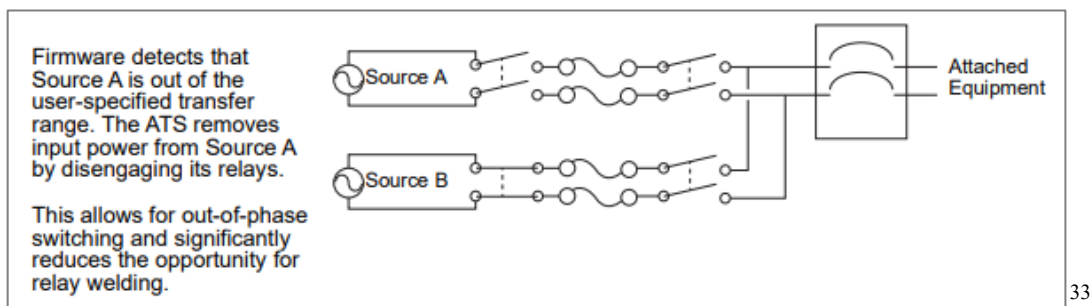 Firmware detects that
Source A is out of the
user-specified transfer
range. The ATS removes
input power from Source A
by disengaging its relays.
This allows for out-of-phase
switching and significantly
reduces the opportunity for
relay welding.
Source A
Source B
Attached
Equipment
33